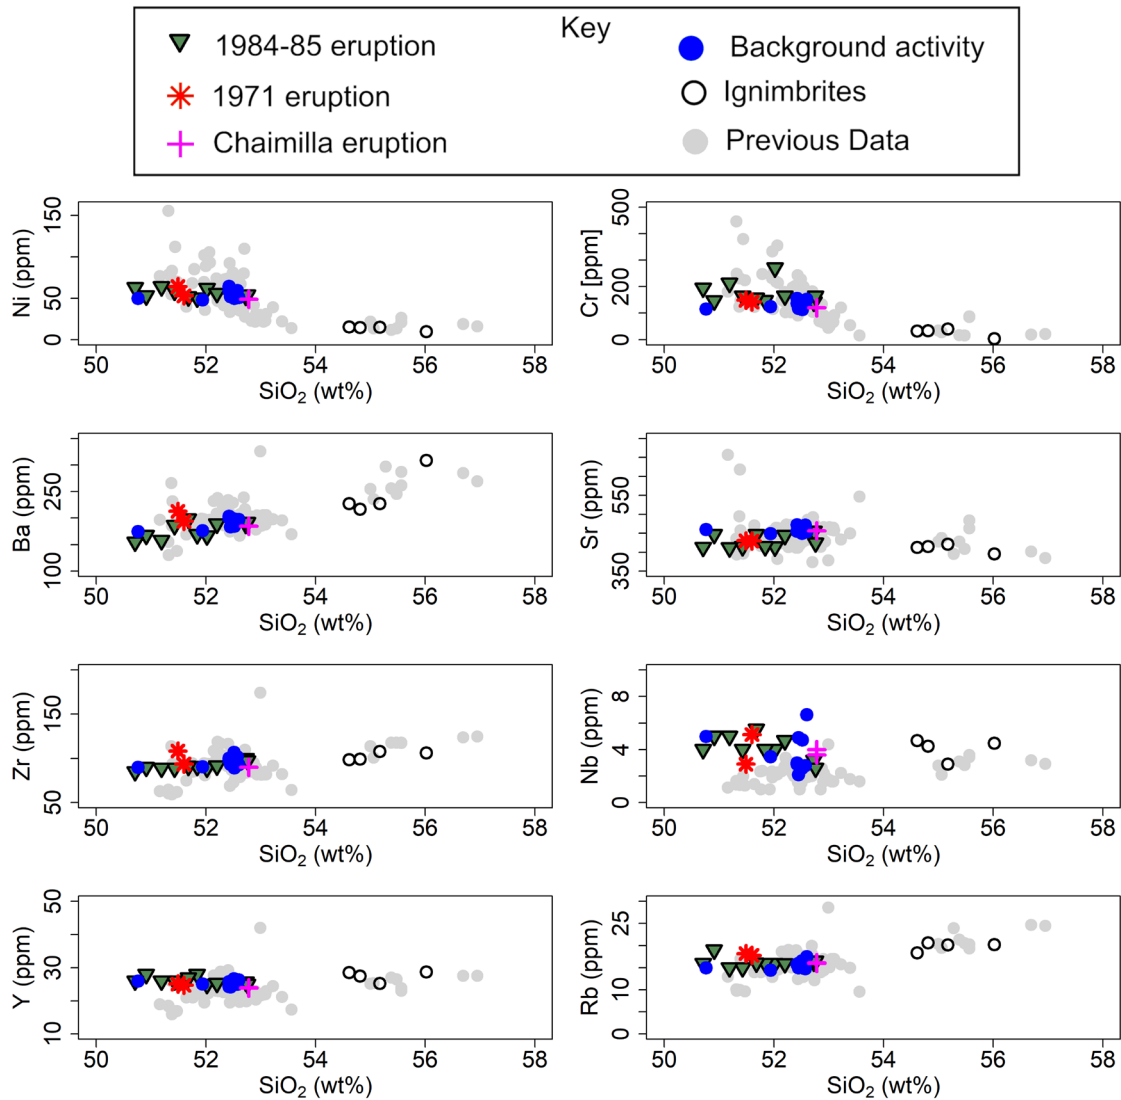 Key
1984-85 eruption
1971 eruption
Chaimilla eruption
Background activity
Ignimbrites
Previous Data
Ni (ppm)
0 50 150
50 52 54 56 58
SiO₂ (wt%)
Cr [ppm]
0 200 500
50 52 54 56 58
SiO₂ (wt%)
Ba (ppm)
100 250
50 52 54 56 58
SiO₂ (wt%)
Sr (ppm)
350 550
50 52 54 56 58
SiO₂ (wt%)
Zr (ppm)
50 150
50 52 54 56 58
SiO₂ (wt%)
Nb (ppm)
0 4 8
50 52 54 56 58
SiO₂ (wt%)
Y (ppm)
10 30 50
50 52 54 56 58
SiO₂ (wt%)
Rb (ppm)
0 10 25
50 52 54 56 58
SiO₂ (wt%)